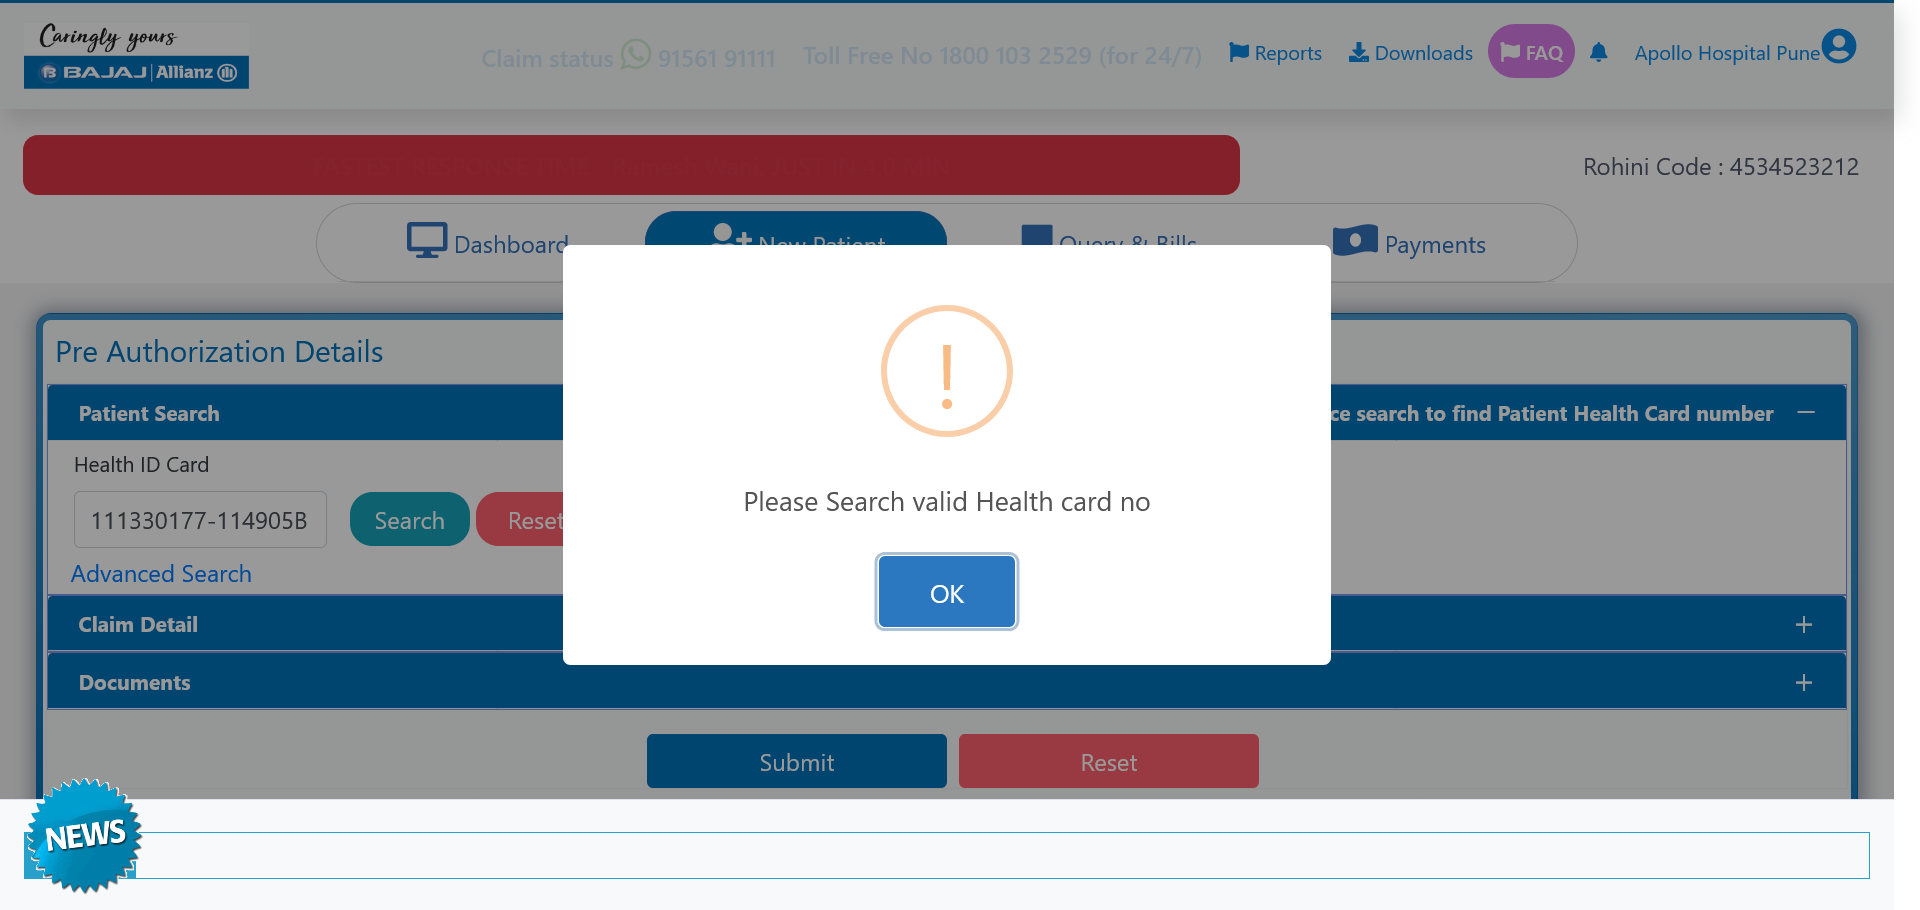 Caringly yours
BAJAJ | Allianz
Claim status 91561 91111
Toll Free No 1800 103 2529 (for 24/7)
Reports
Downloads
FAQ
Apollo Hospital Pune
Rohini Code : 4534523212
Dashboard
New Patient
Query & Bills
Payments
Pre Authorization Details
Patient Search
search to find Patient Health Card number
Health ID Card
111330177-114905B
Search
Reset
Advanced Search
Please Search valid Health card no
OK
Claim Detail
Documents
Submit
Reset
NEWS